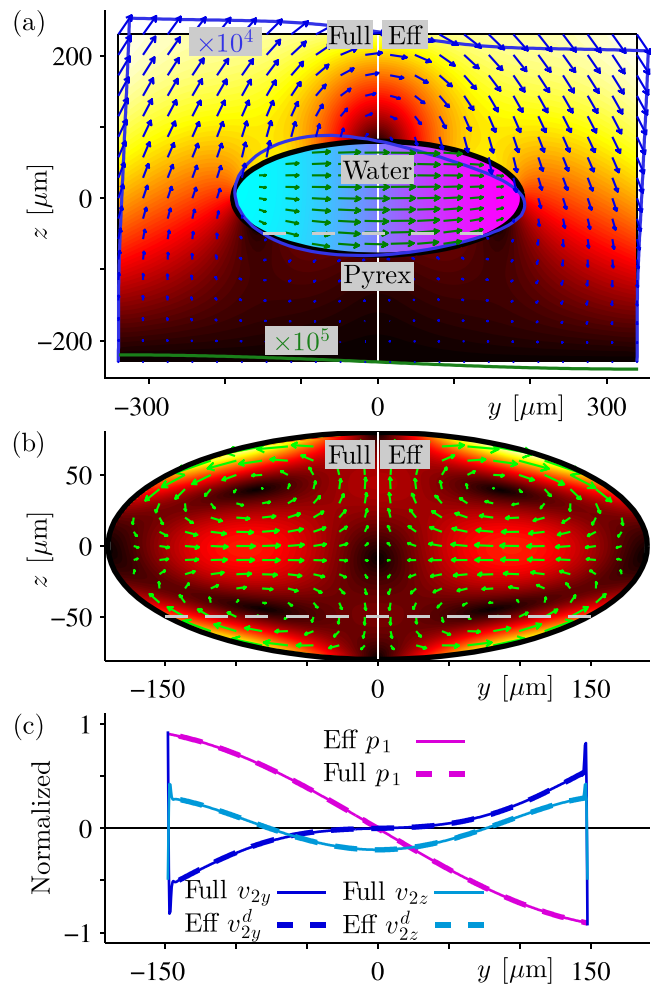 (a)
×10⁴
Full Eff
200
Water
0
z [μm]
Pyrex
−200
×10⁵
−300 0 y [μm] 300
(b)
Full Eff
50
0
z [μm]
−50
−150 0 y [μm] 150
(c)
1
Eff p₁
Full p₁
0
Normalized
Full v₂y Full v₂z
Eff v₂yᵈ Eff v₂zᵈ
−1
−150 0 y [μm] 150